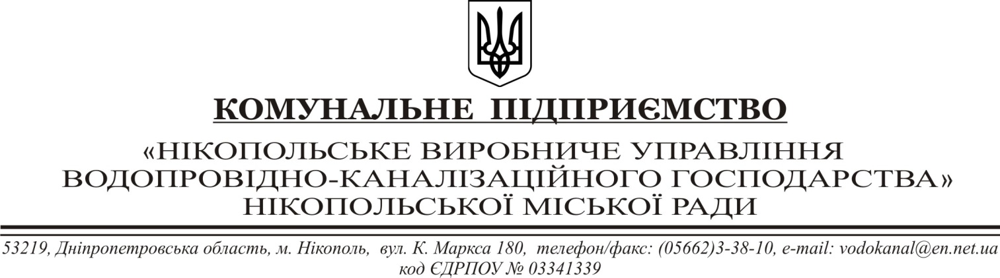 КОМУНАЛЬНЕ ПІДПРИЄМСТВО
«НІКОПОЛЬСЬКЕ ВИРОБНИЧЕ УПРАВЛІННЯ
ВОДОПРОВІДНО-КАНАЛІЗАЦІЙНОГО ГОСПОДАРСТВА»
НІКОПОЛЬСЬКОЇ МІСЬКОЇ РАДИ
53219, Дніпропетровська область, м. Нікополь, вул. К. Маркса 180, телефон/факс: (05662)3-38-10, e-mail: vodokanal@en.net.ua
код ЄДРПОУ № 03341339